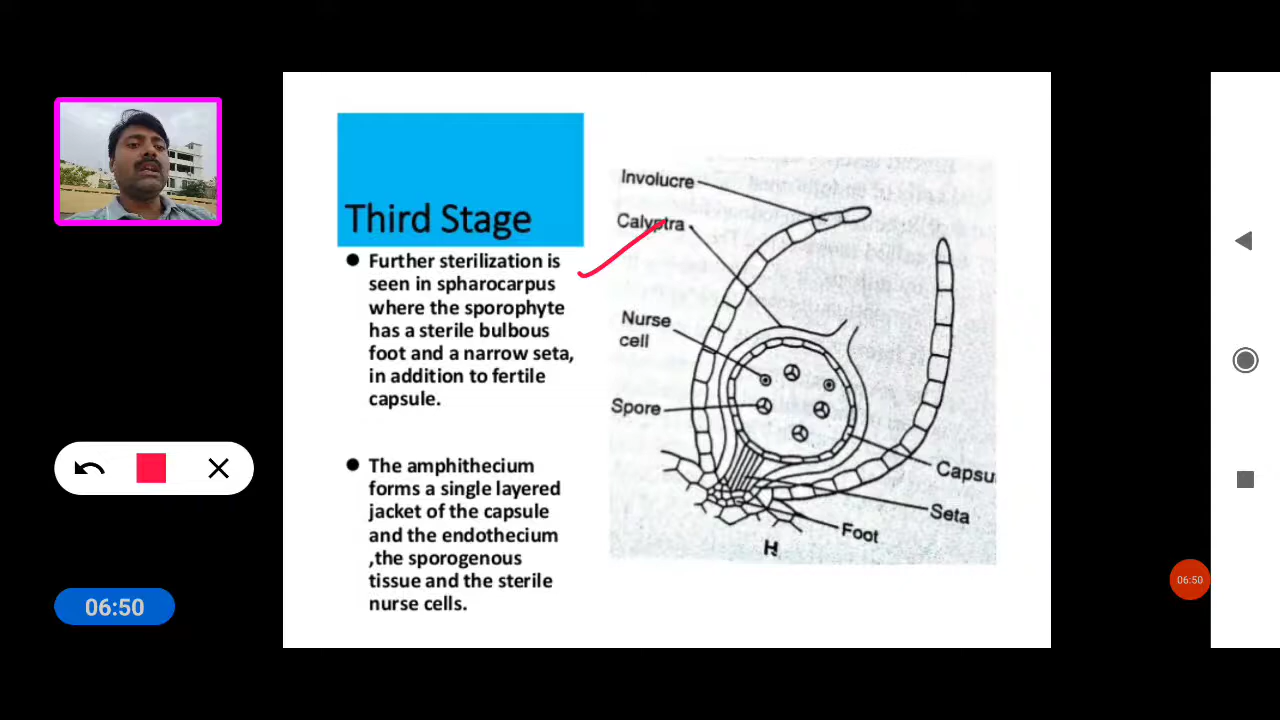 Third Stage
Further sterilization is
seen in spharocarpus
where the sporophyte
has a sterile bulbous
foot and a narrow seta,
in addition to fertile
capsule.
The amphithecium
forms a single layered
jacket of the capsule
and the endothecium
,the sporogenous
tissue and the sterile
nurse cells.
Involucre
Calyptra
Nurse
cell
Spore
Capsu
Seta
Foot
H
06:50
06:50